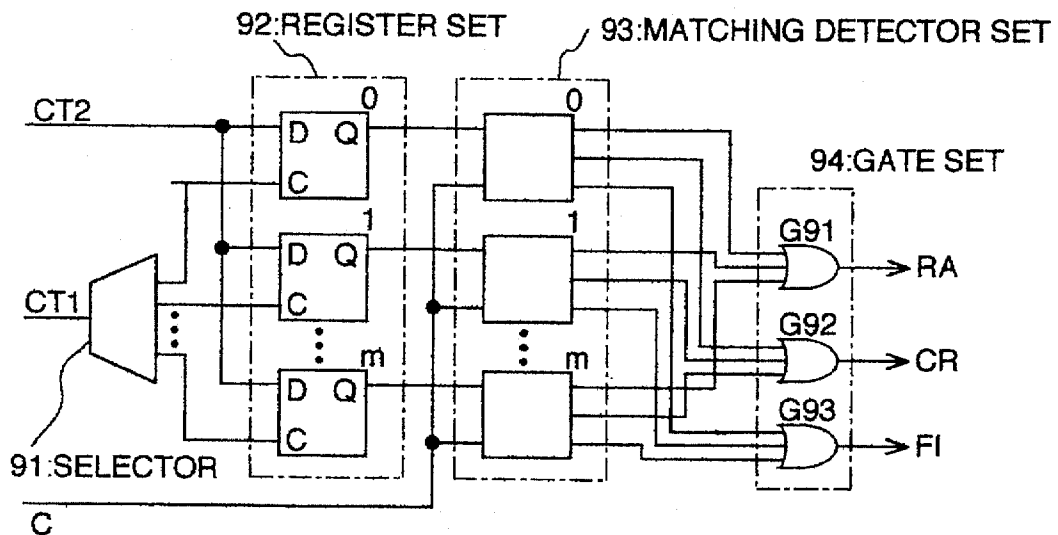 92:REGISTER SET
93:MATCHING DETECTOR SET
CT2
0
0
D Q
C
94:GATE SET
1
1
G91
D Q
RA
CT1
C
G92
m
m
CR
D Q
G93
C
FI
91:SELECTOR
C